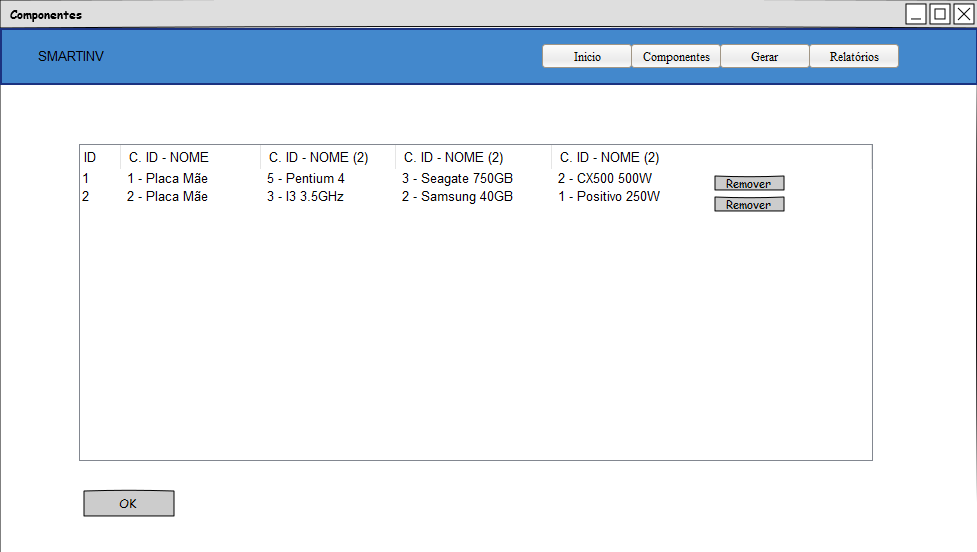 Componentes
SMARTINV Inicio Componentes Gerar Relatórios
ID C. ID - NOME C. ID - NOME (2) C. ID - NOME (2) C. ID - NOME (2)
1 1 - Placa Mãe 5 - Pentium 4 3 - Seagate 750GB 2 - CX500 500W Remover
2 2 - Placa Mãe 3 - I3 3.5GHz 2 - Samsung 40GB 1 - Positivo 250W Remover
OK